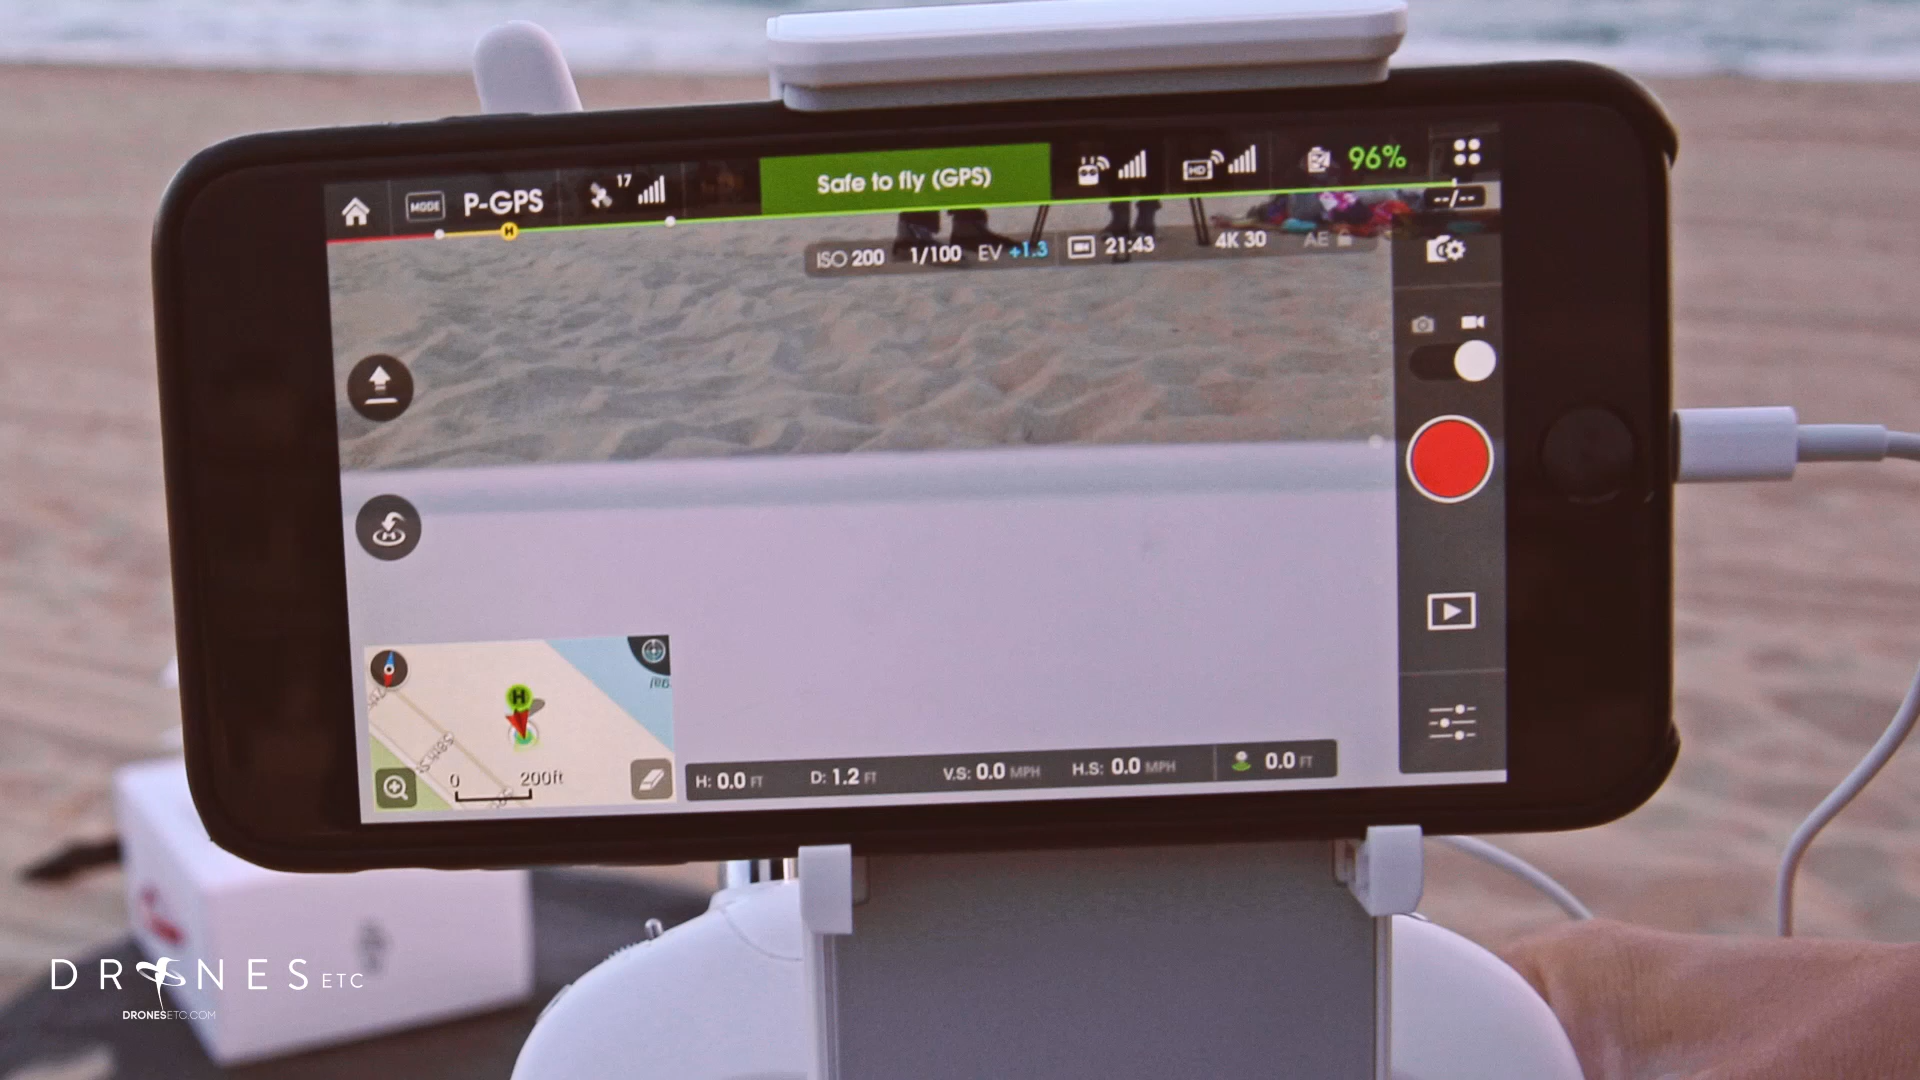 MODE P-GPS 17 Safe to fly (GPS) HD 96%
H
--/--
ISO 200 1/100 EV +1.3 21:43 4K 30 AE
H
H
0 200ft
H: 0.0 FT D: 1.2 FT V.S: 0.0 MPH H.S: 0.0 MPH 0.0 FT
DRONES ETC
DRONESETC.COM